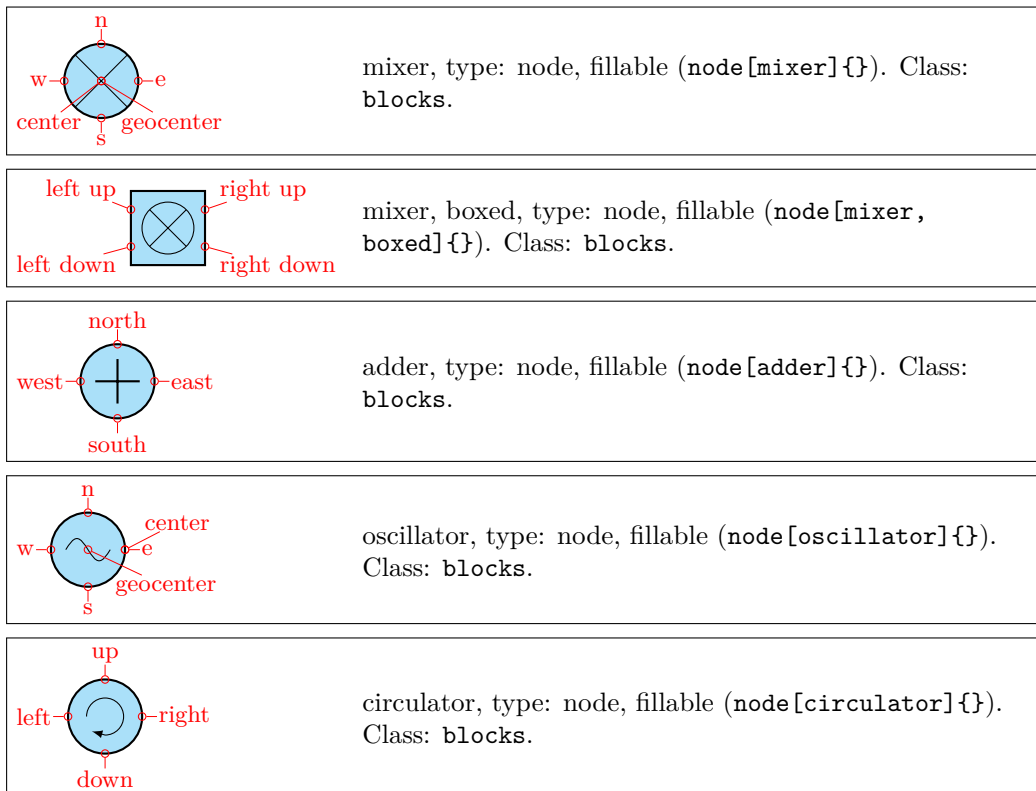 n
w
e
center
geocenter
s
mixer, type: node, fillable (node[mixer]{}). Class:
blocks.
left up
right up
left down
right down
mixer, boxed, type: node, fillable (node[mixer,
boxed]{}). Class: blocks.
north
west
east
south
adder, type: node, fillable (node[adder]{}). Class:
blocks.
n
center
w
e
geocenter
s
oscillator, type: node, fillable (node[oscillator]{}).
Class: blocks.
up
left
right
down
circulator, type: node, fillable (node[circulator]{}).
Class: blocks.